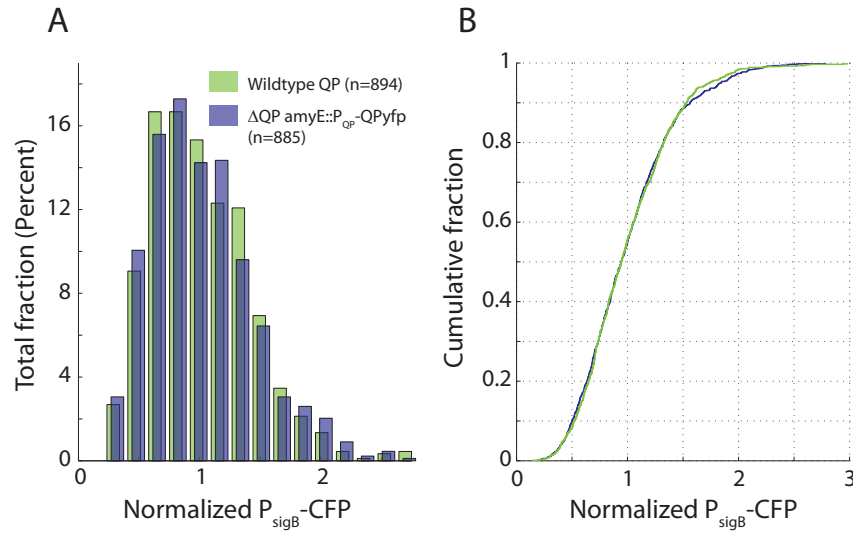 A
Total fraction (Percent)
16
12
8
4
0
0
1
2
Normalized PsigB-CFP
Wildtype QP (n=894)
ΔQP amyE::PQP-QPyfp
(n=885)
B
Cumulative fraction
1
0.8
0.6
0.4
0.2
0
0
1
2
3
Normalized PsigB-CFP